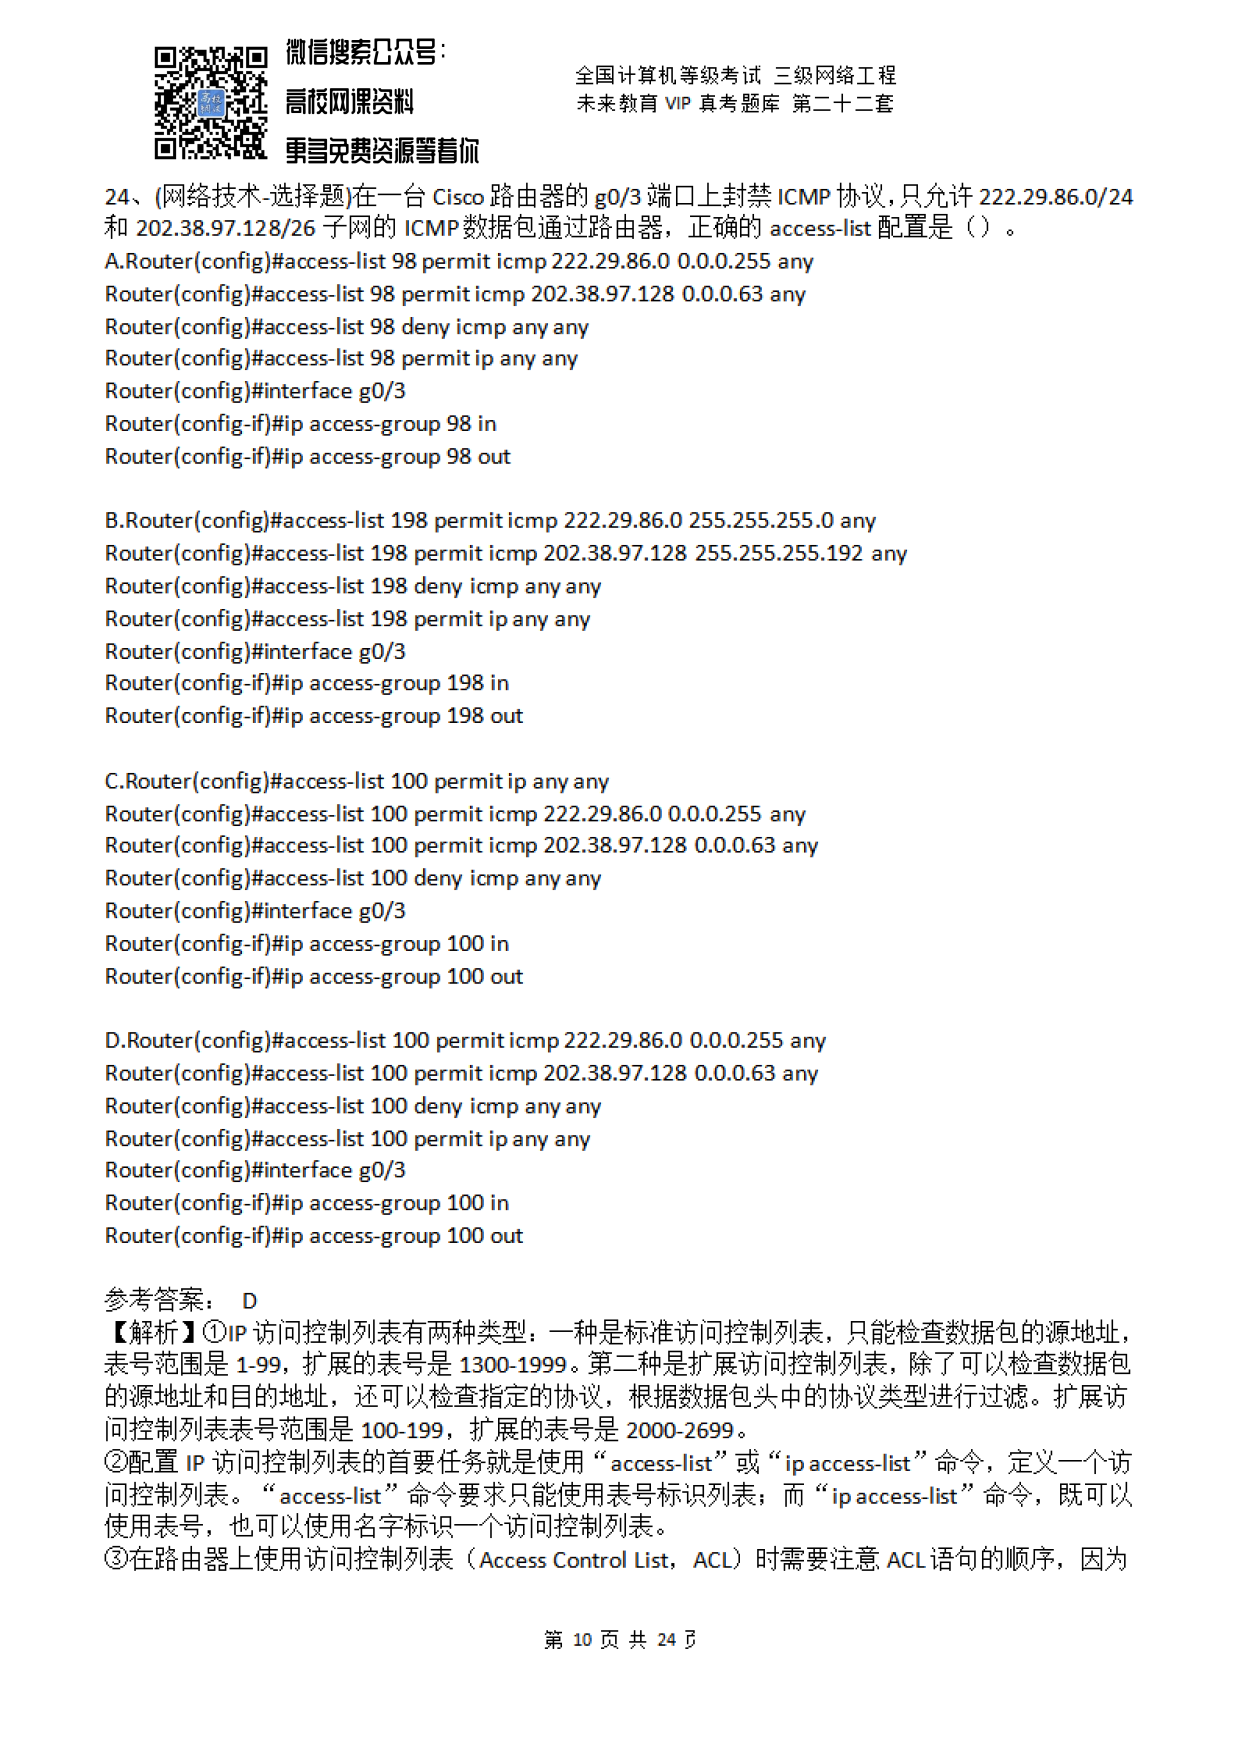 微信搜索公众号：
高校网课资料
更多免费资源等着你
高校
网课
全国计算机等级考试 三级网络工程
未来教育 VIP 真考题库 第二十二套
24、(网络技术-选择题)在一台 Cisco 路由器的 g0/3 端口上封禁 ICMP 协议，只允许 222.29.86.0/24
和 202.38.97.128/26 子网的 ICMP 数据包通过路由器，正确的 access-list 配置是（）。
A.Router(config)#access-list 98 permit icmp 222.29.86.0 0.0.0.255 any
Router(config)#access-list 98 permit icmp 202.38.97.128 0.0.0.63 any
Router(config)#access-list 98 deny icmp any any
Router(config)#access-list 98 permit ip any any
Router(config)#interface g0/3
Router(config-if)#ip access-group 98 in
Router(config-if)#ip access-group 98 out
B.Router(config)#access-list 198 permit icmp 222.29.86.0 255.255.255.0 any
Router(config)#access-list 198 permit icmp 202.38.97.128 255.255.255.192 any
Router(config)#access-list 198 deny icmp any any
Router(config)#access-list 198 permit ip any any
Router(config)#interface g0/3
Router(config-if)#ip access-group 198 in
Router(config-if)#ip access-group 198 out
C.Router(config)#access-list 100 permit ip any any
Router(config)#access-list 100 permit icmp 222.29.86.0 0.0.0.255 any
Router(config)#access-list 100 permit icmp 202.38.97.128 0.0.0.63 any
Router(config)#access-list 100 deny icmp any any
Router(config)#interface g0/3
Router(config-if)#ip access-group 100 in
Router(config-if)#ip access-group 100 out
D.Router(config)#access-list 100 permit icmp 222.29.86.0 0.0.0.255 any
Router(config)#access-list 100 permit icmp 202.38.97.128 0.0.0.63 any
Router(config)#access-list 100 deny icmp any any
Router(config)#access-list 100 permit ip any any
Router(config)#interface g0/3
Router(config-if)#ip access-group 100 in
Router(config-if)#ip access-group 100 out
参考答案： D
【解析】①IP 访问控制列表有两种类型：一种是标准访问控制列表，只能检查数据包的源地址，
表号范围是 1-99，扩展的表号是 1300-1999。第二种是扩展访问控制列表，除了可以检查数据包
的源地址和目的地址，还可以检查指定的协议，根据数据包头中的协议类型进行过滤。扩展访
问控制列表表号范围是 100-199，扩展的表号是 2000-2699。
②配置 IP 访问控制列表的首要任务就是使用“access-list”或“ip access-list”命令，定义一个访
问控制列表。“access-list”命令要求只能使用表号标识列表；而“ip access-list”命令，既可以
使用表号，也可以使用名字标识一个访问控制列表。
③在路由器上使用访问控制列表（Access Control List，ACL）时需要注意 ACL 语句的顺序，因为
第 10 页 共 24 页